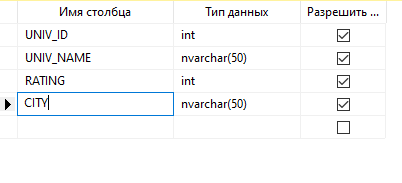 Имя столбца Тип данных Разрешить ...
UNIV_ID int
UNIV_NAME nvarchar(50)
RATING int
CITY nvarchar(50)